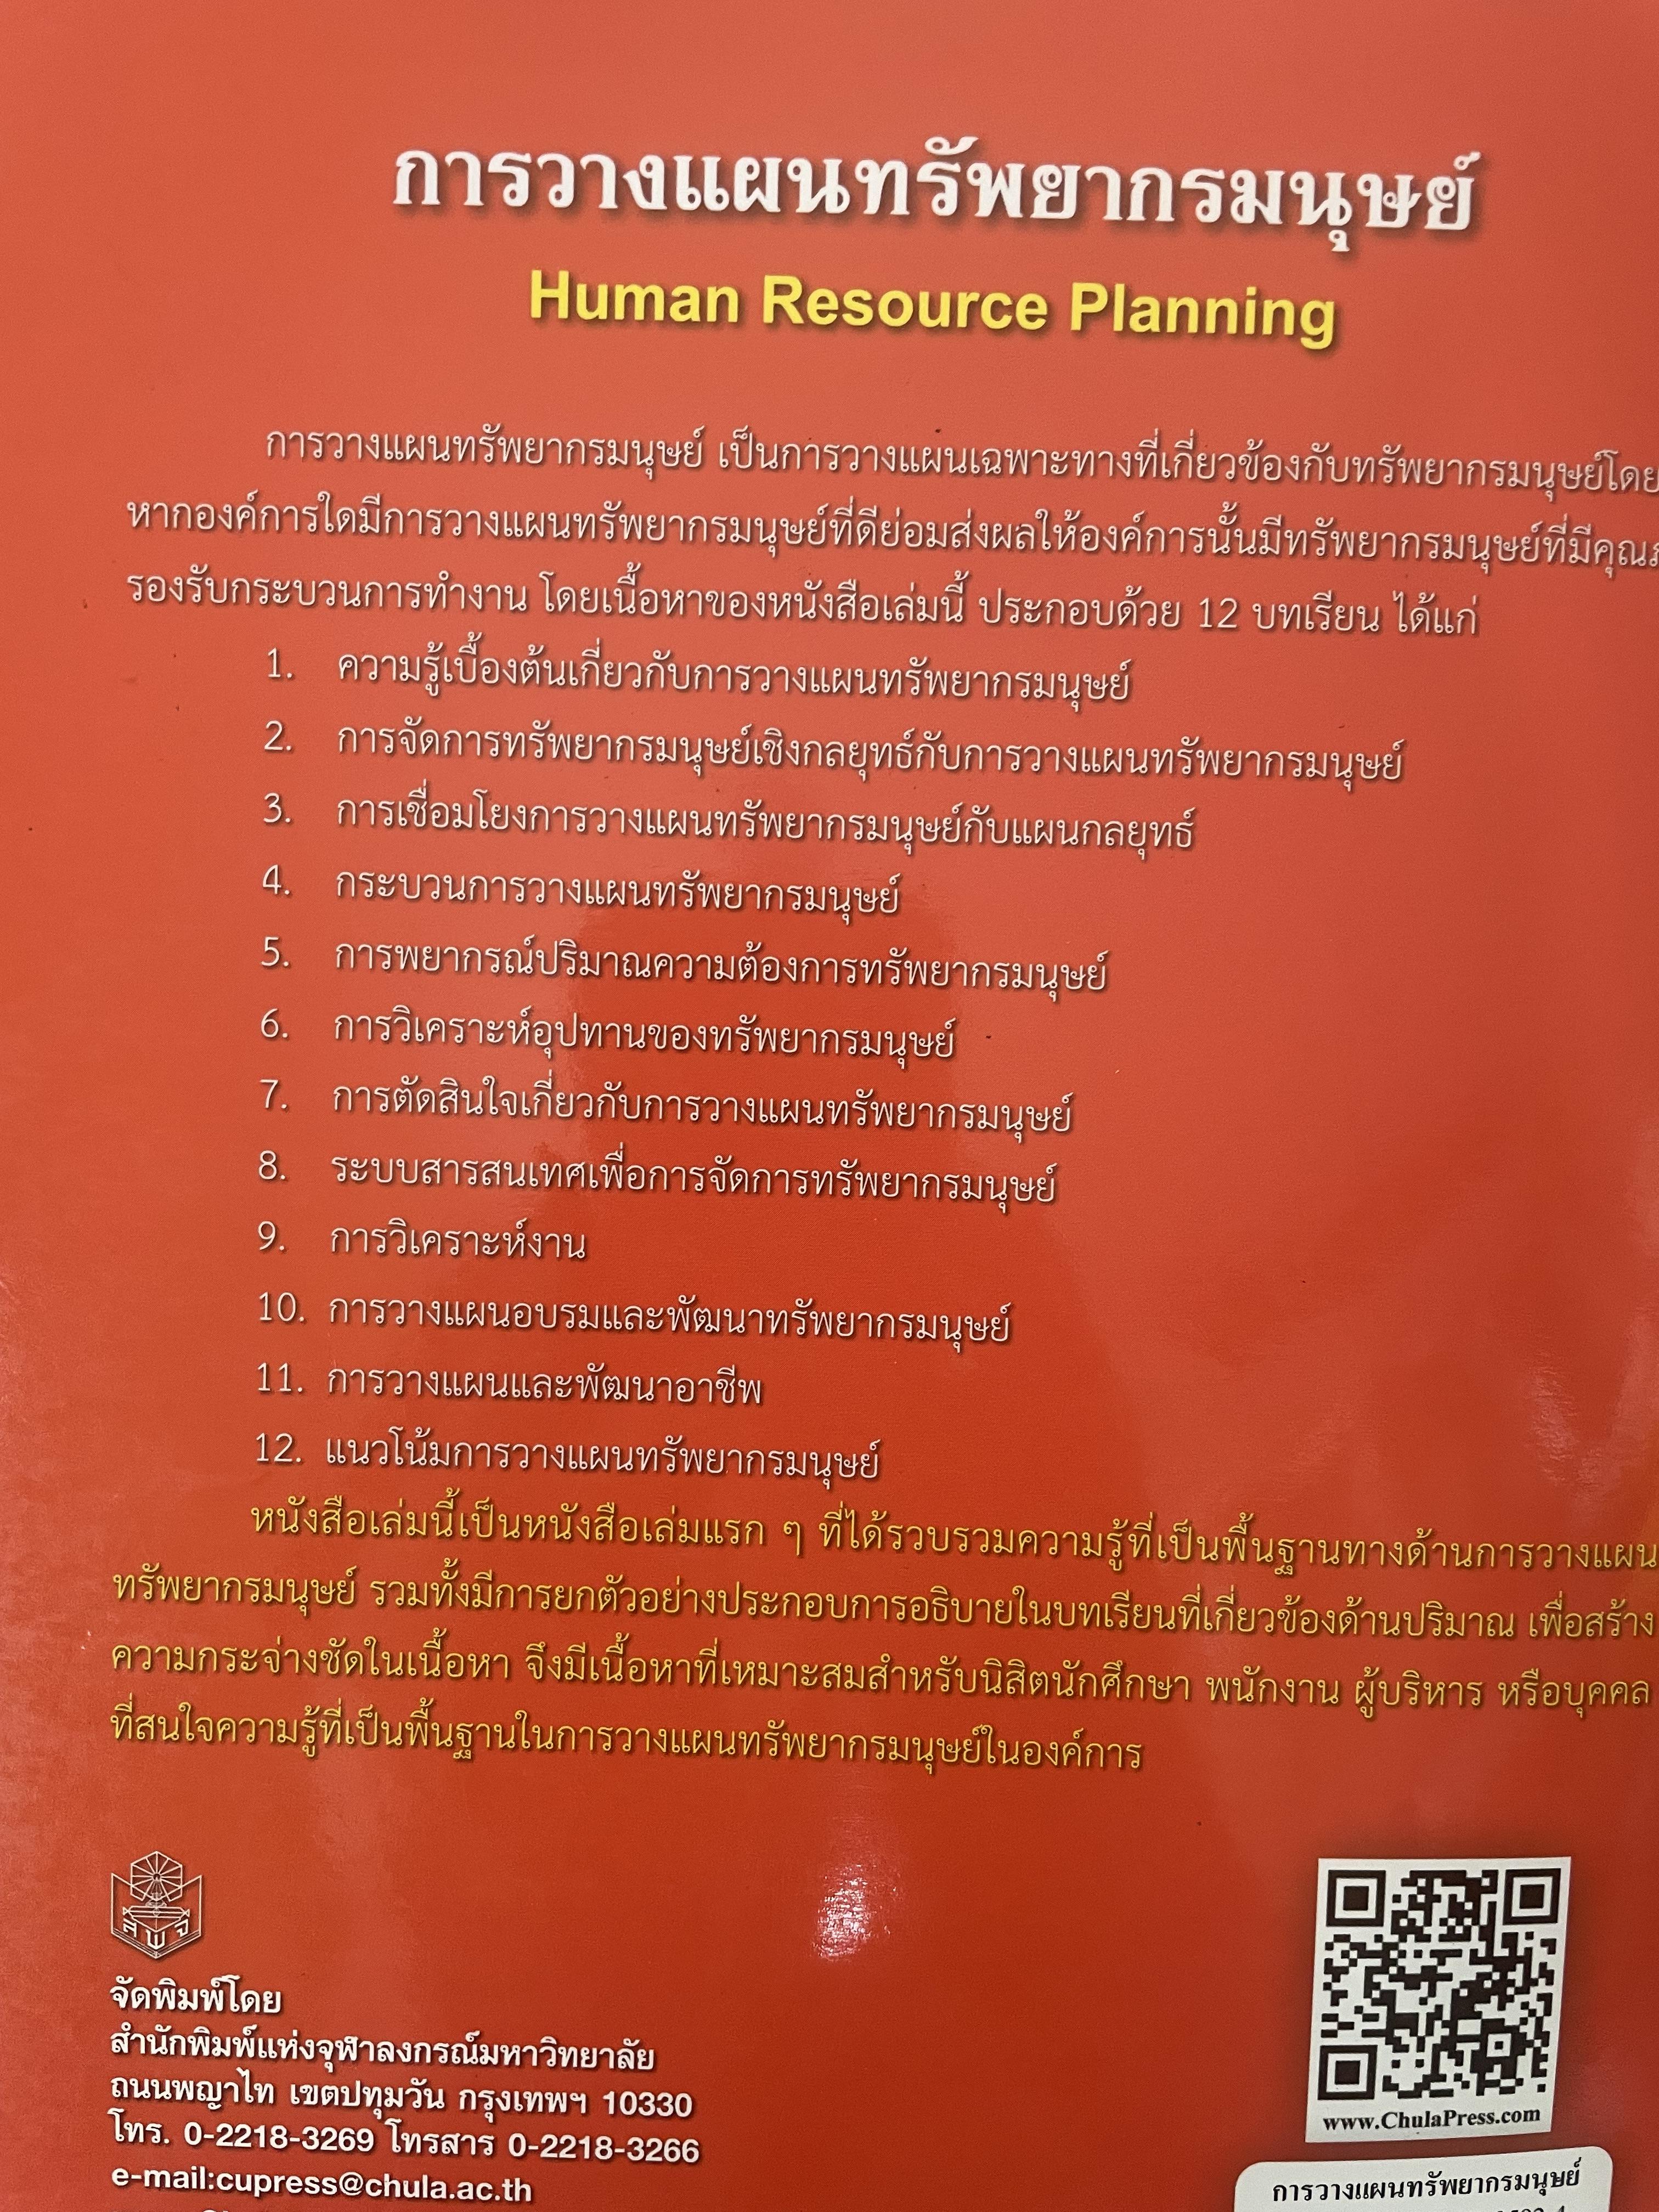 การวางแผนทรัพยากรมนุษย์
Human Resource Planning
การวางแผนทรัพยากรมนุษย์ เป็นการวางแผนเฉพาะทางที่เกี่ยวข้องกับทรัพยากรมนุษย์โดย
หากองค์การใดมีการวางแผนทรัพยากรมนุษย์ที่ดีย่อมส่งผลให้องค์การนั้นมีทรัพยากรมนุษย์ที่มี
รองรับกระบวนการทำงาน โดยเนื้อหาของหนังสือเล่มนี้ ประกอบด้วย 12 บทเรียน ได้แก่
1. ความรู้เบื้องต้นเกี่ยวกับการวางแผนทรัพยากรมนุษย์
2. การจัดการทรัพยากรมนุษย์เชิงกลยุทธ์กับการวางแผนทรัพยากรมนุษย์
3. การเชื่อมโยงการวางแผนทรัพยากรมนุษย์กับแผนกลยุทธ์
4. กระบวนการวางแผนทรัพยากรมนุษย์
5. การพยากรณ์ปริมาณความต้องการทรัพยากรมนุษย์
6. การวิเคราะห์อุปทานของทรัพยากรมนุษย์
7. การตัดสินใจเกี่ยวกับการวางแผนทรัพยากรมนุษย์
8. ระบบสารสนเทศเพื่อการจัดการทรัพยากรมนุษย์
9. การวิเคราะห์งาน
10. การวางแผนอบรมและพัฒนาทรัพยากรมนุษย์
11. การวางแผนและพัฒนาอาชีพ
12. แนวโน้มการวางแผนทรัพยากรมนุษย์
หนังสือเล่มนี้เป็นหนังสือเล่มแรก ๆ ที่ได้รวบรวมความรู้ที่เป็นพื้นฐานทางด้านการวางแผน
ทรัพยากรมนุษย์ รวมทั้งมีการยกตัวอย่างประกอบการอธิบายในบทเรียนที่เกี่ยวข้องด้านปริมาณ เพื่อสร้าง
ความกระจ่างชัดในเนื้อหา จึงมีเนื้อหาที่เหมาะสมสำหรับนิสิตนักศึกษา พนักงาน ผู้บริหาร หรือบุคคล
ที่สนใจความรู้ที่เป็นพื้นฐานในการวางแผนทรัพยากรมนุษย์ในองค์การ
สพจ
จัดพิมพ์โดย
สำนักพิมพ์แห่งจุฬาลงกรณ์มหาวิทยาลัย
ถนนพญาไท เขตปทุมวัน กรุงเทพฯ 10330
โทร. 0-2218-3269 โทรสาร 0-2218-3266
e-mail:cupress@chula.ac.th
www.ChulaPress.com
การวางแผนทรัพยากรมนุษย์